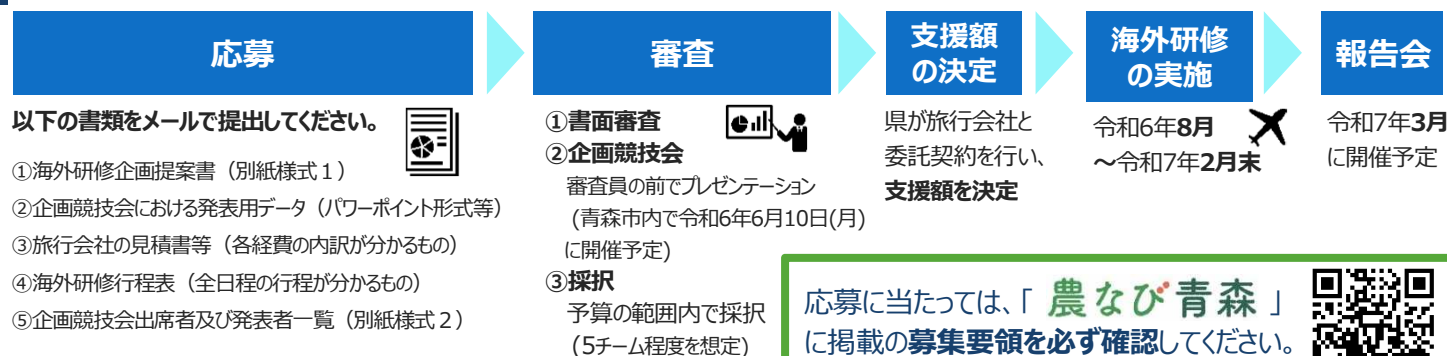 応募
以下の書類をメールで提出してください。
①海外研修企画提案書（別紙様式１）
②企画競技会における発表用データ（パワーポイント形式等）
③旅行会社の見積書等（各経費の内訳が分かるもの）
④海外研修行程表（全日程の行程が分かるもの）
⑤企画競技会出席者及び発表者一覧（別紙様式２）
審査
①書面審査
②企画競技会
審査員の前でプレゼンテーション
(青森市内で令和6年6月10日(月)
に開催予定)
③採択
予算の範囲内で採択
(5チーム程度を想定)
支援額
の決定
県が旅行会社と
委託契約を行い、
支援額を決定
海外研修
の実施
令和6年8月
～令和7年2月末
報告会
令和7年3月
に開催予定
応募に当たっては、「 農なび青森 」
に掲載の募集要領を必ず確認してください。